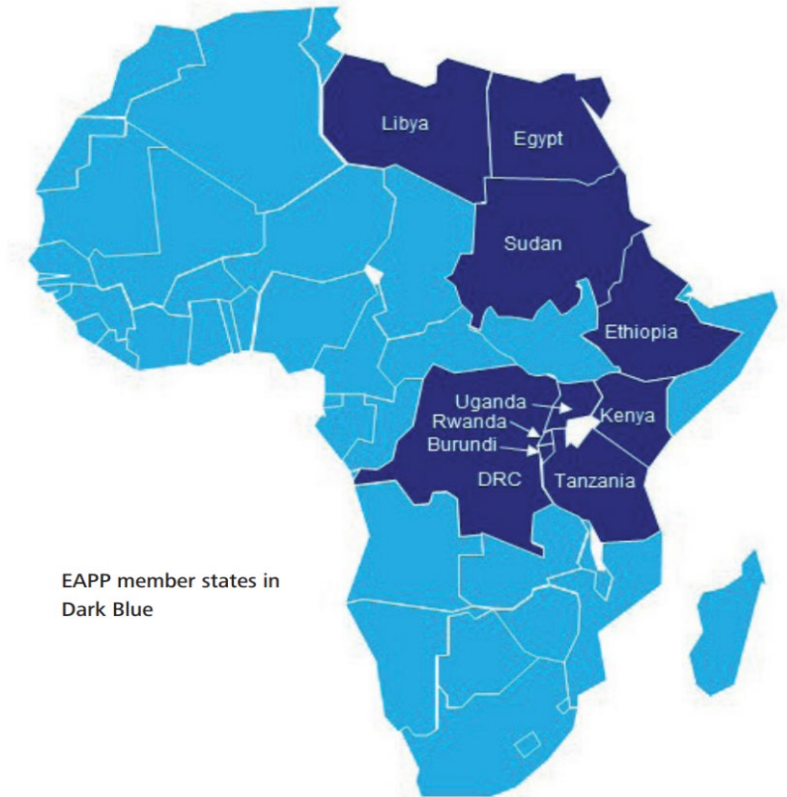 Libya
Egypt
Sudan
Ethiopia
Uganda
Kenya
Rwanda
Burundi
DRC
Tanzania
EAPP member states in
Dark Blue